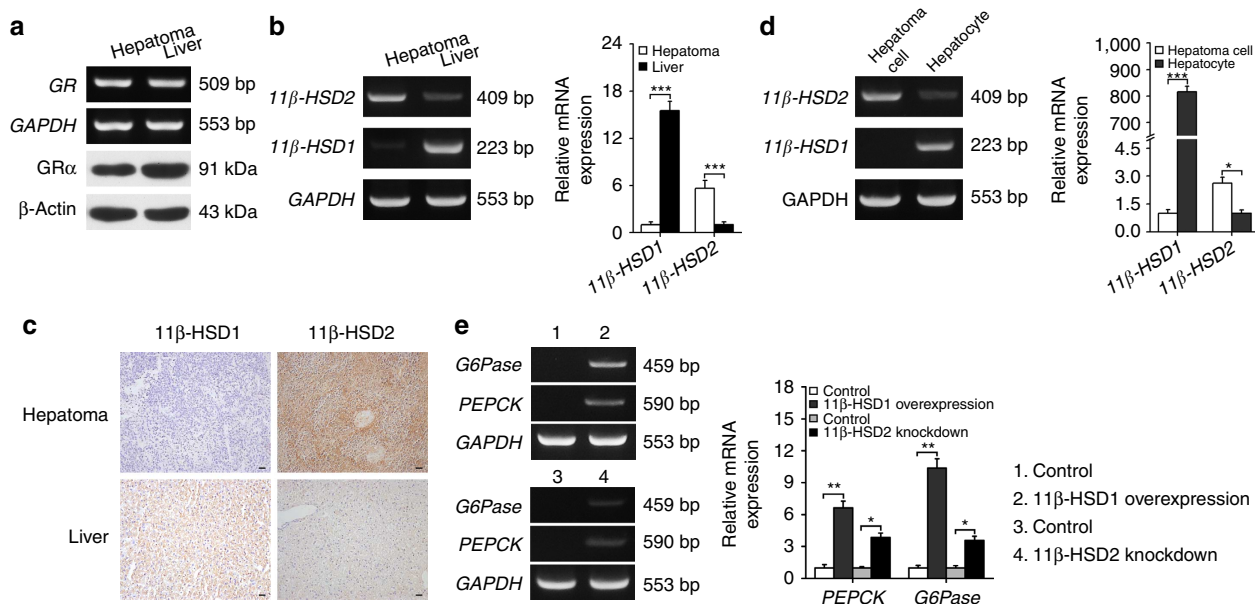 a
Hepatoma
Liver
GR
509 bp
GAPDH
553 bp
GRα
91 kDa
β-Actin
43 kDa
b
Hepatoma
Liver
11β-HSD2
409 bp
11β-HSD1
223 bp
GAPDH
553 bp
Relative mRNA
expression
24
18
12
6
0
Hepatoma
Liver
***
***
11β-HSD1
11β-HSD2
d
Hepatoma
cell
Hepatocyte
11β-HSD2
409 bp
11β-HSD1
223 bp
GAPDH
553 bp
Relative mRNA
expression
1,000
900
800
700
4.5
3.0
1.5
0.0
Hepatoma cell
Hepatocyte
***
*
11β-HSD1
11β-HSD2
c
11β-HSD1
11β-HSD2
Hepatoma
Liver
e
1
2
G6Pase
459 bp
PEPCK
590 bp
GAPDH
553 bp
3
4
G6Pase
459 bp
PEPCK
590 bp
GAPDH
553 bp
Relative mRNA
expression
18
15
12
9
6
3
0
Control
11β-HSD1 overexpression
Control
11β-HSD2 knockdown
**
*
**
*
PEPCK
G6Pase
1. Control
2. 11β-HSD1 overexpression
3. Control
4. 11β-HSD2 knockdown